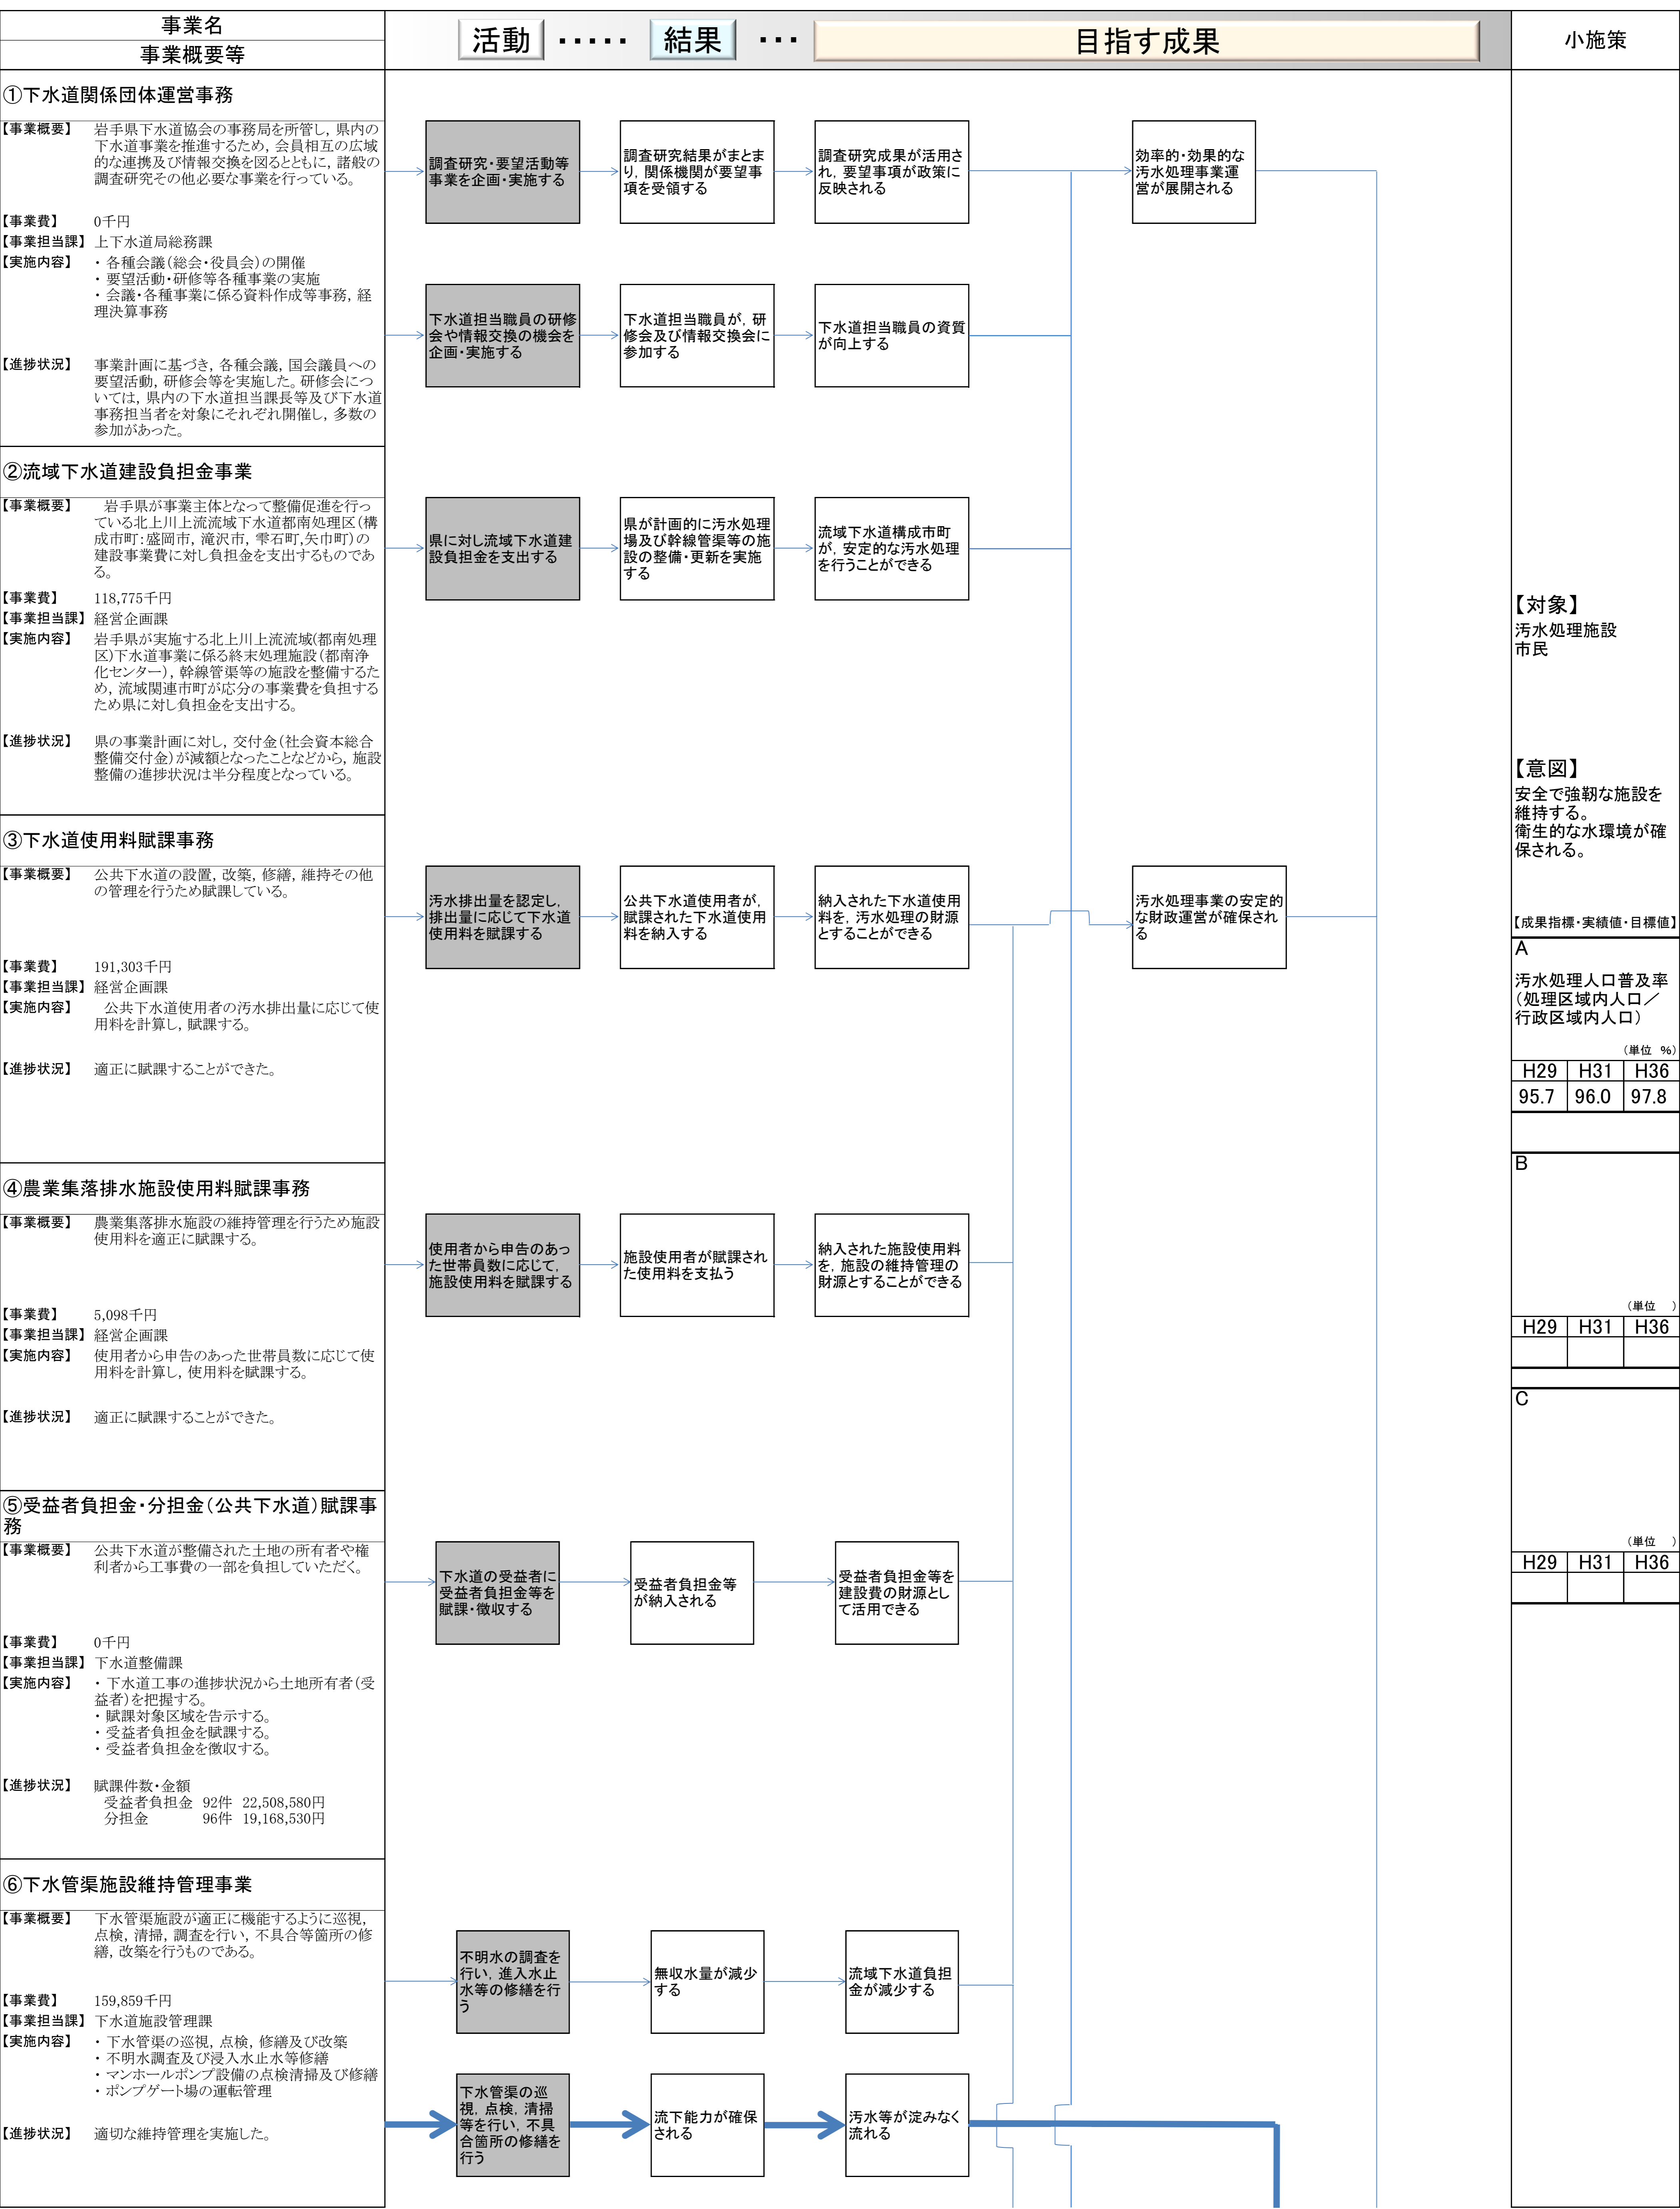 事業名
事業概要等
活動
・・・・・
結果
・・・
目指す成果
小施策
①下水道関係団体運営事務
【事業概要】
岩手県下水道協会の事務局を所管し，県内の
下水道事業を推進するため，会員相互の広域
的な連携及び情報交換を図るとともに，諸般の
調査研究その他必要な事業を行っている。
【事業費】
0千円
【事業担当課】
上下水道局総務課
【実施内容】
・各種会議（総会・役員会）の開催
・要望活動・研修等各種事業の実施
・会議・各種事業に係る資料作成等事務，経
理決算事務
【進捗状況】
事業計画に基づき，各種会議，国会議員への
要望活動，研修会等を実施した。研修会につ
いては，県内の下水道担当課長等及び下水道
事務担当者を対象にそれぞれ開催し，多数の
参加があった。
調査研究・要望活動等
事業を企画・実施する
調査研究結果がまとま
り，関係機関が要望事
項を受領する
調査研究成果が活用さ
れ，要望事項が政策に
反映される
効率的・効果的な
汚水処理事業運
営が展開される
下水道担当職員の研修
会や情報交換の機会を
企画・実施する
下水道担当職員が，研
修会及び情報交換会に
参加する
下水道担当職員の資質
が向上する
②流域下水道建設負担金事業
【事業概要】
岩手県が事業主体となって整備促進を行っ
ている北上川上流流域下水道都南処理区（構
成市町：盛岡市，滝沢市，雫石町,矢巾町）の
建設事業費に対し負担金を支出するものであ
る。
【事業費】
118,775千円
【事業担当課】
経営企画課
【実施内容】
岩手県が実施する北上川上流流域(都南処理
区)下水道事業に係る終末処理施設（都南浄
化センター），幹線管渠等の施設を整備するた
め，流域関連市町が応分の事業費を負担する
ため県に対し負担金を支出する。
【進捗状況】
県の事業計画に対し，交付金（社会資本総合
整備交付金）が減額となったことなどから，施設
整備の進捗状況は半分程度となっている。
県に対し流域下水道建
設負担金を支出する
県が計画的に汚水処理
場及び幹線管渠等の施
設の整備・更新を実施
する
流域下水道構成市町
が，安定的な汚水処理
を行うことができる
③下水道使用料賦課事務
【事業概要】
公共下水道の設置，改築，修繕，維持その他
の管理を行うため賦課している。
【事業費】
191,303千円
【事業担当課】
経営企画課
【実施内容】
公共下水道使用者の汚水排出量に応じて使
用料を計算し，賦課する。
【進捗状況】
適正に賦課することができた。
汚水排出量を認定し，
排出量に応じて下水道
使用料を賦課する
公共下水道使用者が，
賦課された下水道使用
料を納入する
納入された下水道使用
料を，汚水処理の財源
とすることができる
汚水処理事業の安定的
な財政運営が確保され
る
④農業集落排水施設使用料賦課事務
【事業概要】
農業集落排水施設の維持管理を行うため施設
使用料を適正に賦課する。
【事業費】
5,098千円
【事業担当課】
経営企画課
【実施内容】
使用者から申告のあった世帯員数に応じて使
用料を計算し，使用料を賦課する。
【進捗状況】
適正に賦課することができた。
使用者から申告のあっ
た世帯員数に応じて，
施設使用料を賦課する
施設使用者が賦課され
た使用料を支払う
納入された施設使用料
を，施設の維持管理の
財源とすることができる
⑤受益者負担金・分担金（公共下水道）賦課事
務
【事業概要】
公共下水道が整備された土地の所有者や権
利者から工事費の一部を負担していただく。
【事業費】
0千円
【事業担当課】
下水道整備課
【実施内容】
・下水道工事の進捗状況から土地所有者（受
益者）を把握する。
・賦課対象区域を告示する。
・受益者負担金を賦課する。
・受益者負担金を徴収する。
【進捗状況】
賦課件数・金額
受益者負担金 92件 22,508,580円
分担金 96件 19,168,530円
下水道の受益者に
受益者負担金等を
賦課・徴収する
受益者負担金等
が納入される
受益者負担金等を
建設費の財源とし
て活用できる
⑥下水管渠施設維持管理事業
【事業概要】
下水管渠施設が適正に機能するように巡視，
点検，清掃，調査を行い，不具合等箇所の修
繕，改築を行うものである。
【事業費】
159,859千円
【事業担当課】
下水道施設管理課
【実施内容】
・下水管渠の巡視，点検，修繕及び改築
・不明水調査及び浸入水止水等修繕
・マンホールポンプ設備の点検清掃及び修繕
・ポンプゲート場の運転管理
【進捗状況】
適切な維持管理を実施した。
不明水の調査を
行い，進入水止
水等の修繕を行
う
無収水量が減少
する
流域下水道負担
金が減少する
下水管渠の巡
視，点検，清掃
等を行い，不具
合箇所の修繕を
行う
流下能力が確保
される
汚水等が淀みなく
流れる
【対象】
汚水処理施設
市民
【意図】
安全で強靭な施設を
維持する。
衛生的な水環境が確
保される。
【成果指標・実績値・目標値】
A
汚水処理人口普及率
（処理区域内人口／
行政区域内人口）
（単位 %）
H29 H31 H36
95.7 96.0 97.8
B
（単位 ）
H29 H31 H36
C
（単位 ）
H29 H31 H36